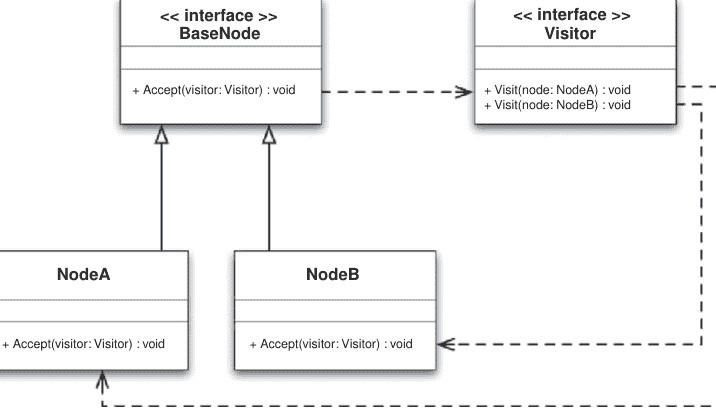 << interface >>
BaseNode
+ Accept(visitor: Visitor) : void
<< interface >>
Visitor
+ Visit(node: NodeA) : void
+ Visit(node: NodeB) : void
NodeA
+ Accept(visitor: Visitor) : void
NodeB
+ Accept(visitor: Visitor) : void